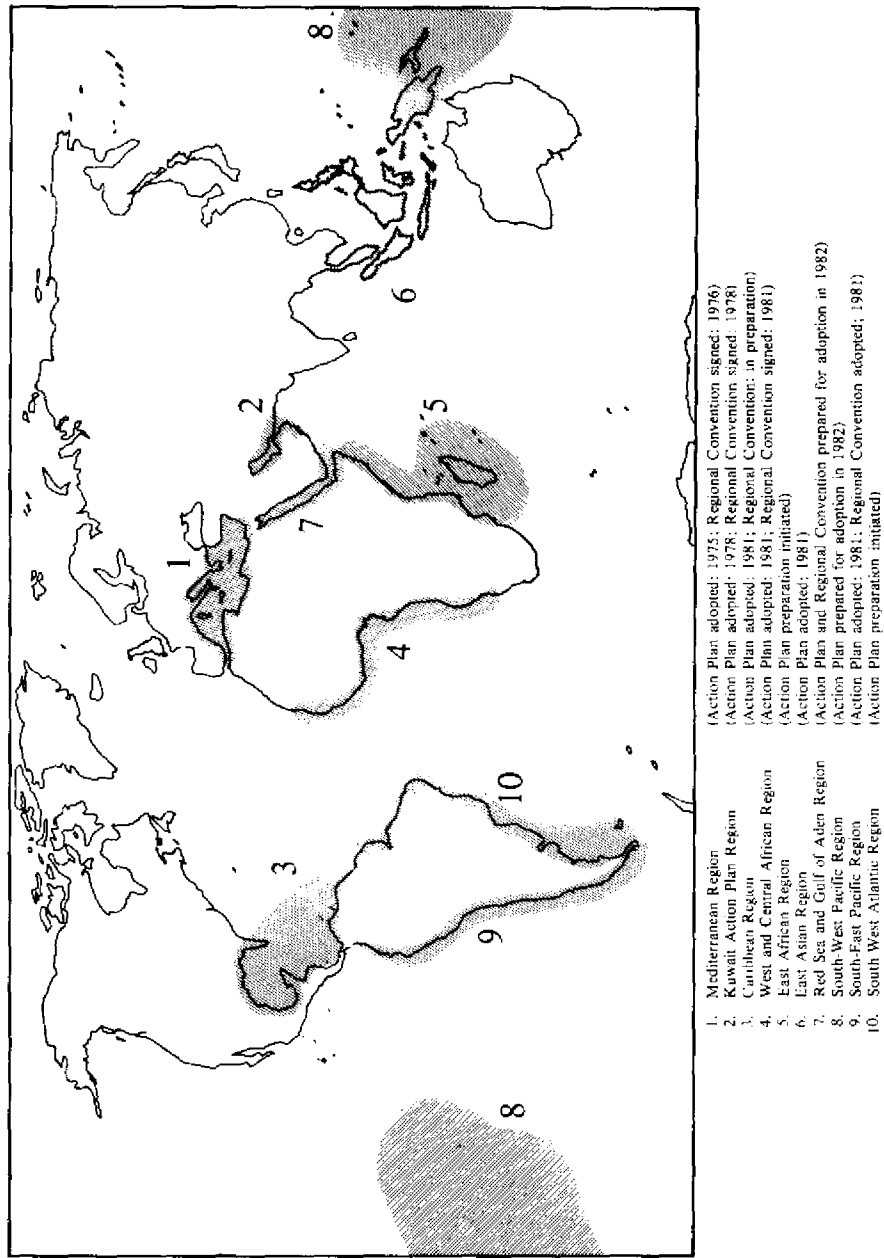 8
2
1
7
6
5
4
3
10
9
8
1. Mediterranean Region (Action Plan adopted: 1975; Regional Convention signed: 1976)
2. Kuwait Action Plan Region (Action Plan adopted: 1978; Regional Convention signed: 1978)
3. Caribbean Region (Action Plan adopted: 1981; Regional Convention: in preparation)
4. West and Central African Region (Action Plan adopted: 1981; Regional Convention signed: 1981)
5. East African Region (Action Plan preparation initiated)
6. East Asian Region (Action Plan adopted: 1981)
7. Red Sea and Gulf of Aden Region (Action Plan and Regional Convention prepared for adoption in 1982)
8. South-West Pacific Region (Action Plan prepared for adoption in 1982)
9. South-East Pacific Region (Action Plan adopted: 1981; Regional Convention adopted; 1981)
10. South West Atlantic Region (Action Plan preparation initiated)